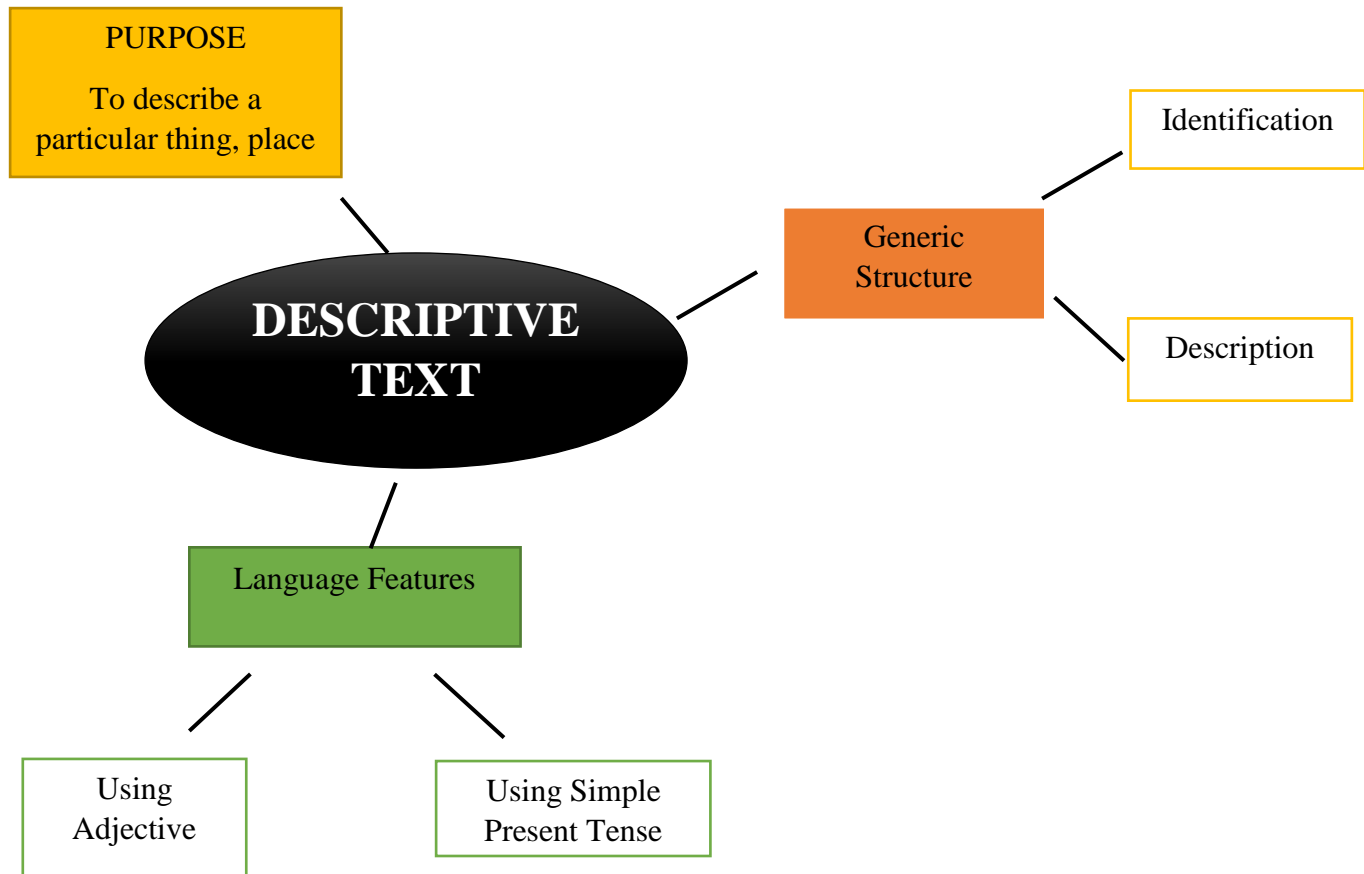 PURPOSE
To describe a
particular thing, place
Identification
Generic
Structure
DESCRIPTIVE
TEXT
Description
Language Features
Using
Adjective
Using Simple
Present Tense